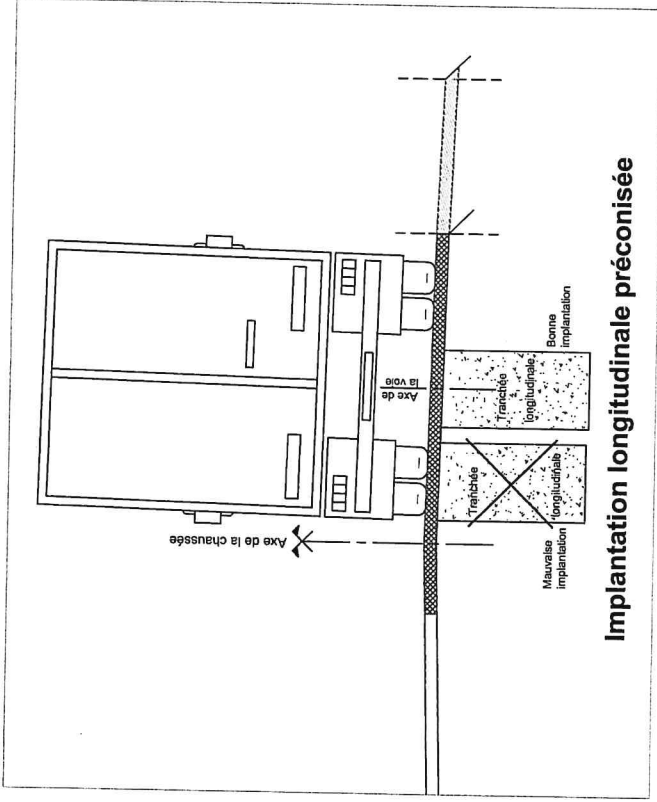 Axe de la chaussée
Axe de
la voie
Tranchée
longitudinale
Tranchée
longitudinale
Mauvaise
implantation
Bonne
implantation
Implantation longitudinale préconisée